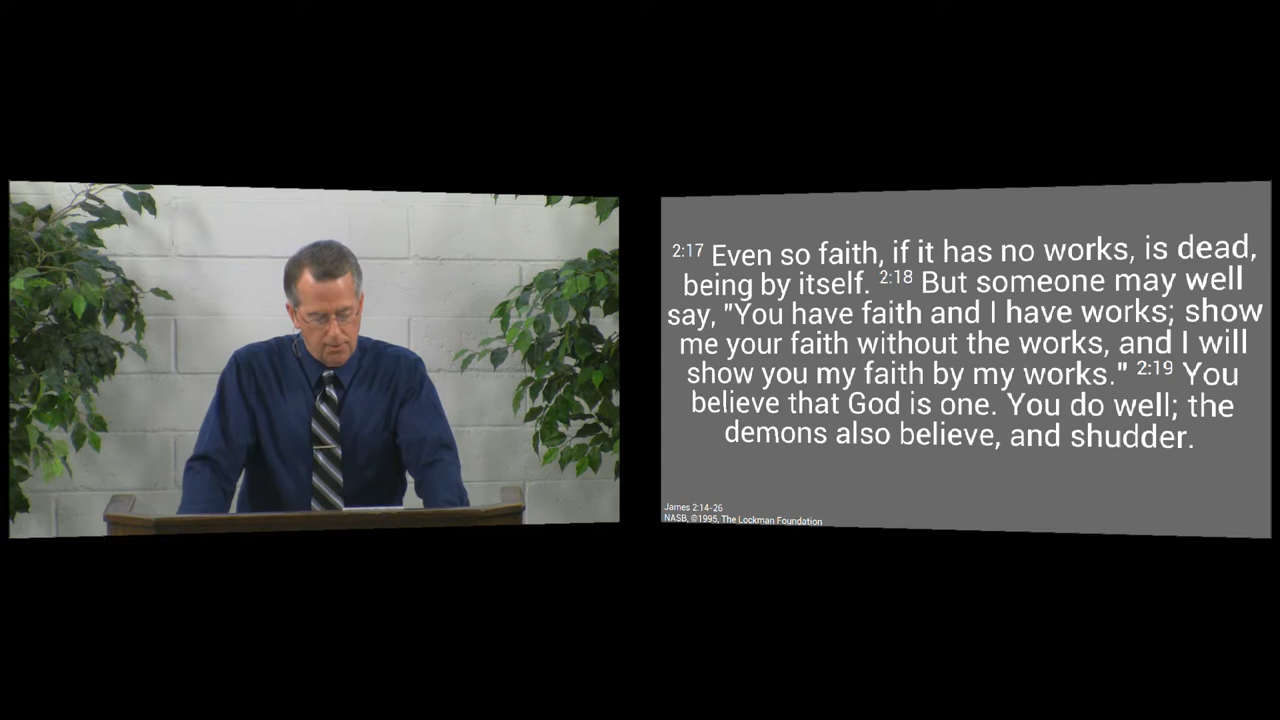 2:17 Even so faith, if it has no works, is dead,
being by itself. 2:18 But someone may well
say, "You have faith and I have works; show
me your faith without the works, and I will
show you my faith by my works." 2:19 You
believe that God is one. You do well; the
demons also believe, and shudder.
James 2:14-26
NASB, ©1995, The Lockman Foundation